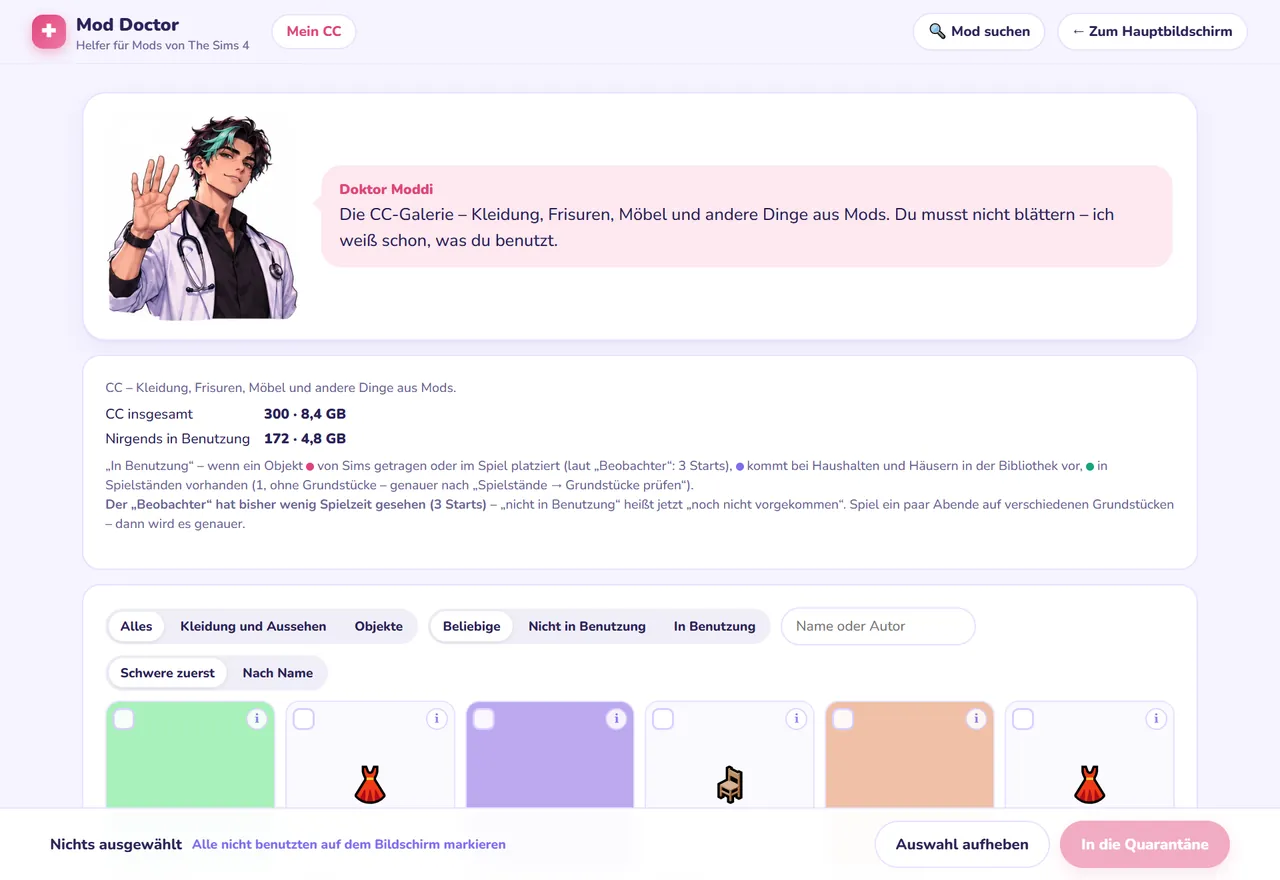 Mod Doctor
Helfer für Mods von The Sims 4
Mein CC
🔍 Mod suchen
← Zum Hauptbildschirm
Doktor Moddi
Die CC-Galerie – Kleidung, Frisuren, Möbel und andere Dinge aus Mods. Du musst nicht blättern – ich
weiß schon, was du benutzt.
CC – Kleidung, Frisuren, Möbel und andere Dinge aus Mods.
CC insgesamt 300 · 8,4 GB
Nirgends in Benutzung 172 · 4,8 GB
„In Benutzung“ – wenn ein Objekt ● von Sims getragen oder im Spiel platziert (laut „Beobachter“: 3 Starts), ● kommt bei Haushalten und Häusern in der Bibliothek vor, ● in
Spielständen vorhanden (1, ohne Grundstücke – genauer nach „Spielstände → Grundstücke prüfen“).
Der „Beobachter“ hat bisher wenig Spielzeit gesehen (3 Starts) – „nicht in Benutzung“ heißt jetzt „noch nicht vorgekommen“. Spiel ein paar Abende auf verschiedenen Grundstücken
– dann wird es genauer.
Alles Kleidung und Aussehen Objekte Beliebige Nicht in Benutzung In Benutzung Name oder Autor
Schwere zuerst Nach Name
i i i i i i
Nichts ausgewählt Alle nicht benutzten auf dem Bildschirm markieren Auswahl aufheben In die Quarantäne